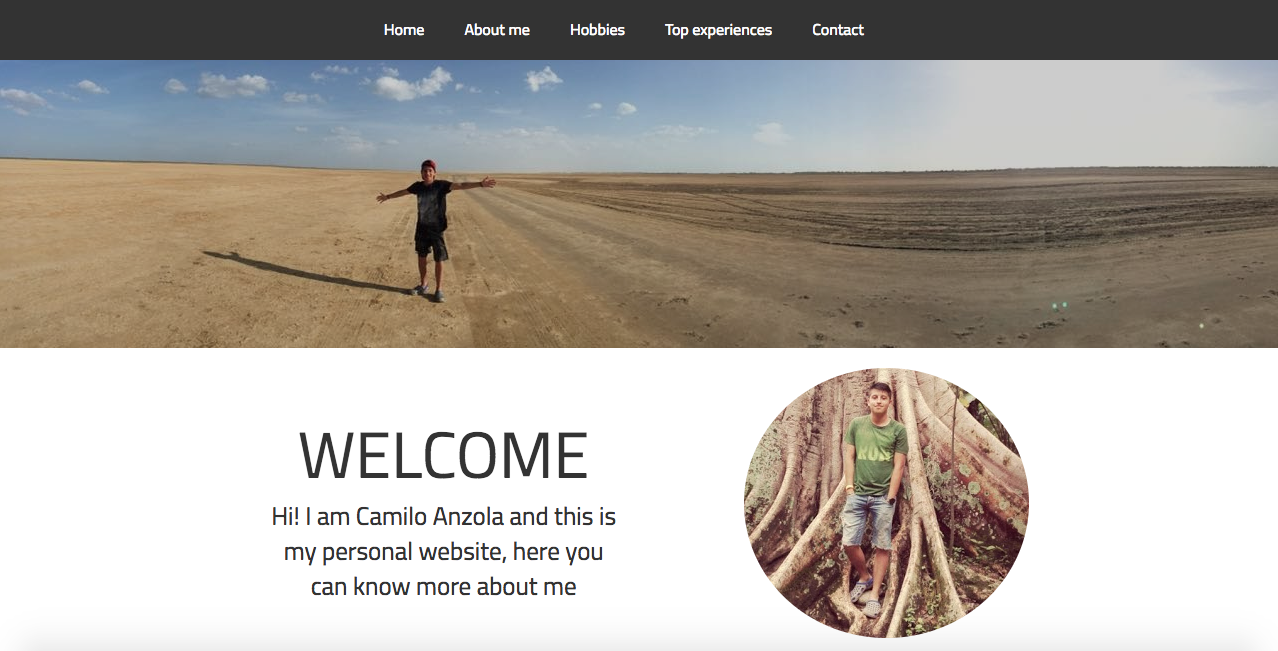 Home About me Hobbies Top experiences Contact
WELCOME
Hi! I am Camilo Anzola and this is
my personal website, here you
can know more about me